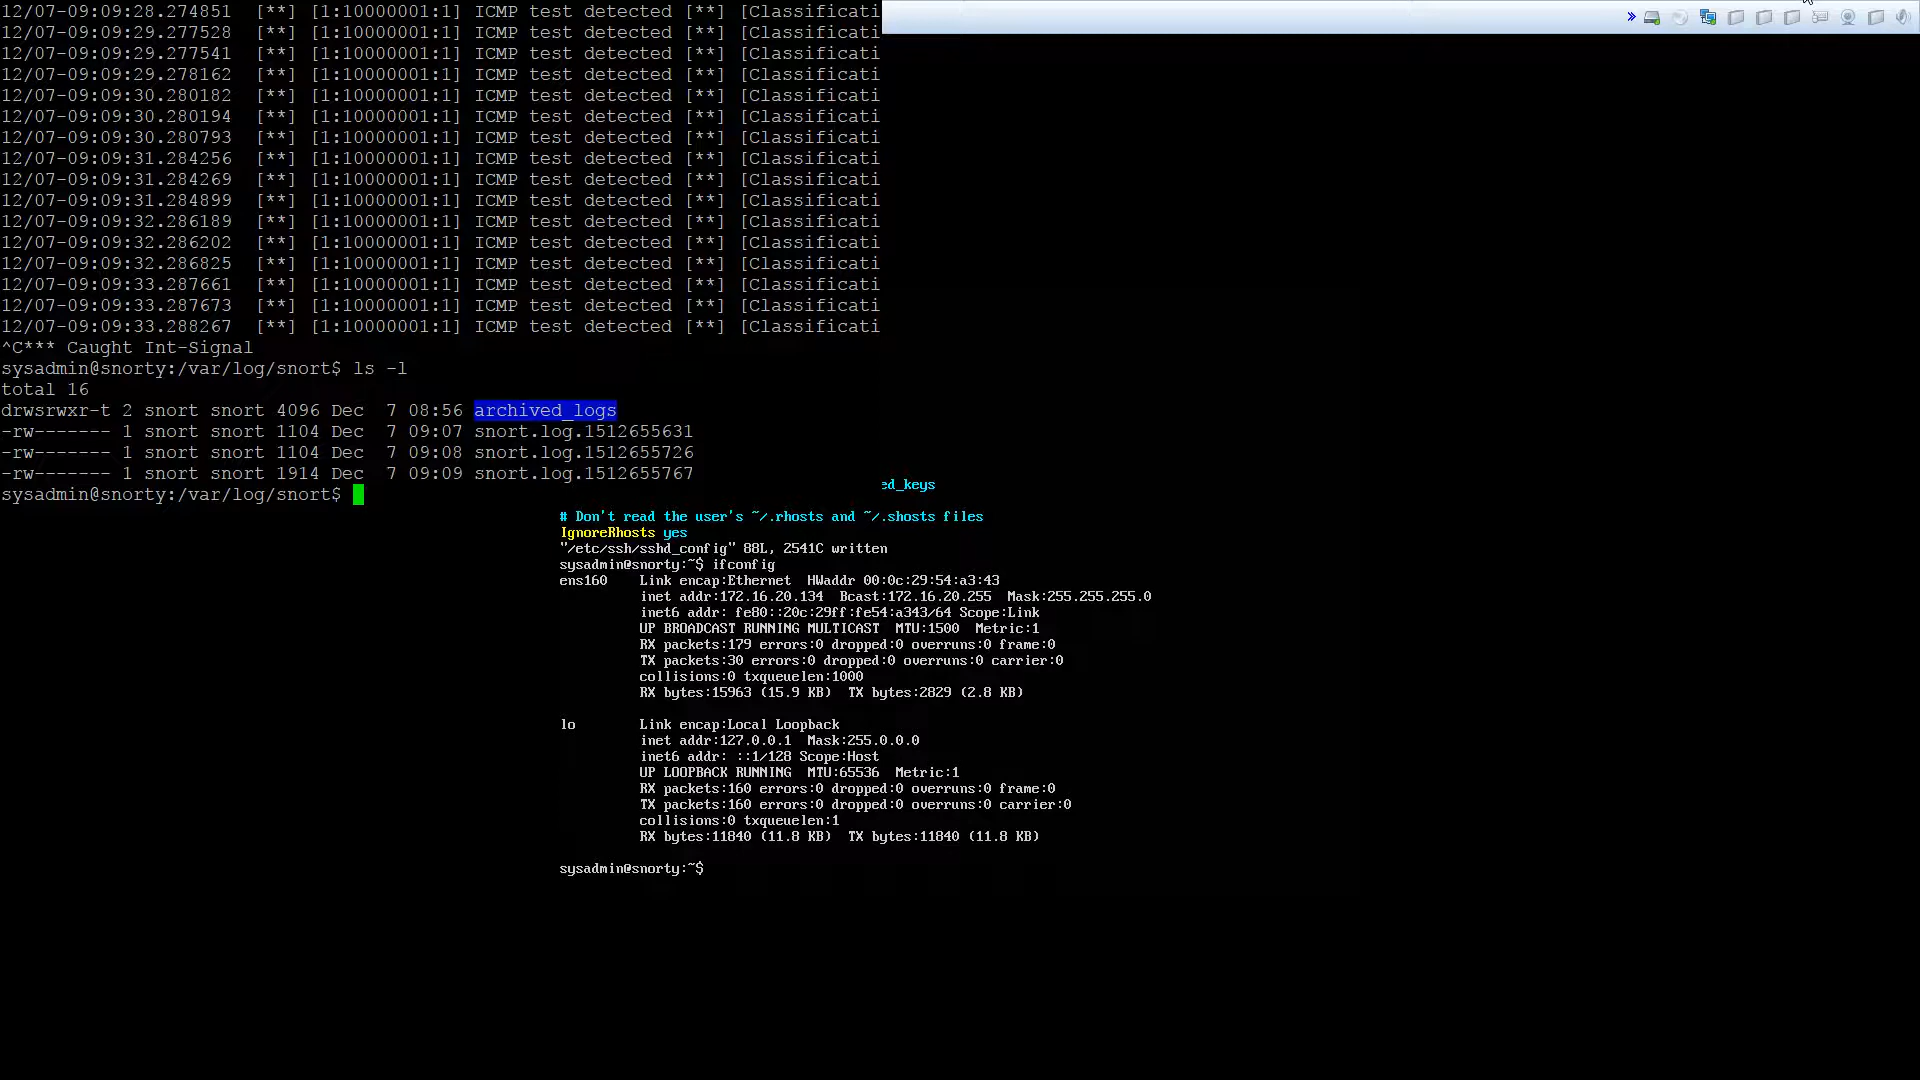 12/07-09:09:28.274851  [**] [1:10000001:1] ICMP test detected [**] [Classificati
12/07-09:09:29.277528  [**] [1:10000001:1] ICMP test detected [**] [Classificati
12/07-09:09:29.277541  [**] [1:10000001:1] ICMP test detected [**] [Classificati
12/07-09:09:29.278162  [**] [1:10000001:1] ICMP test detected [**] [Classificati
12/07-09:09:30.280182  [**] [1:10000001:1] ICMP test detected [**] [Classificati
12/07-09:09:30.280194  [**] [1:10000001:1] ICMP test detected [**] [Classificati
12/07-09:09:30.280793  [**] [1:10000001:1] ICMP test detected [**] [Classificati
12/07-09:09:31.284256  [**] [1:10000001:1] ICMP test detected [**] [Classificati
12/07-09:09:31.284269  [**] [1:10000001:1] ICMP test detected [**] [Classificati
12/07-09:09:31.284899  [**] [1:10000001:1] ICMP test detected [**] [Classificati
12/07-09:09:32.286189  [**] [1:10000001:1] ICMP test detected [**] [Classificati
12/07-09:09:32.286202  [**] [1:10000001:1] ICMP test detected [**] [Classificati
12/07-09:09:32.286825  [**] [1:10000001:1] ICMP test detected [**] [Classificati
12/07-09:09:33.287661  [**] [1:10000001:1] ICMP test detected [**] [Classificati
12/07-09:09:33.287673  [**] [1:10000001:1] ICMP test detected [**] [Classificati
12/07-09:09:33.288267  [**] [1:10000001:1] ICMP test detected [**] [Classificati
^C*** Caught Int-Signal
sysadmin@snorty:/var/log/snort$ ls -l
total 16
drwsrwxr-t 2 snort snort 4096 Dec  7 08:56 archived_logs
-rw------- 1 snort snort 1104 Dec  7 09:07 snort.log.1512655631
-rw------- 1 snort snort 1104 Dec  7 09:08 snort.log.1512655726
-rw------- 1 snort snort 1914 Dec  7 09:09 snort.log.1512655767
sysadmin@snorty:/var/log/snort$
ed_keys
# Don't read the user's ~/.rhosts and ~/.shosts files
IgnoreRhosts yes
"/etc/ssh/sshd_config" 88L, 2541C written
sysadmin@snorty:~$ ifconfig
ens160    Link encap:Ethernet  HWaddr 00:0c:29:54:a3:43
inet addr:172.16.20.134  Bcast:172.16.20.255  Mask:255.255.255.0
inet6 addr: fe80::20c:29ff:fe54:a343/64 Scope:Link
UP BROADCAST RUNNING MULTICAST  MTU:1500  Metric:1
RX packets:179 errors:0 dropped:0 overruns:0 frame:0
TX packets:30 errors:0 dropped:0 overruns:0 carrier:0
collisions:0 txqueuelen:1000
RX bytes:15963 (15.9 KB)  TX bytes:2829 (2.8 KB)
lo        Link encap:Local Loopback
inet addr:127.0.0.1  Mask:255.0.0.0
inet6 addr: ::1/128 Scope:Host
UP LOOPBACK RUNNING  MTU:65536  Metric:1
RX packets:160 errors:0 dropped:0 overruns:0 frame:0
TX packets:160 errors:0 dropped:0 overruns:0 carrier:0
collisions:0 txqueuelen:1
RX bytes:11840 (11.8 KB)  TX bytes:11840 (11.8 KB)
sysadmin@snorty:~$